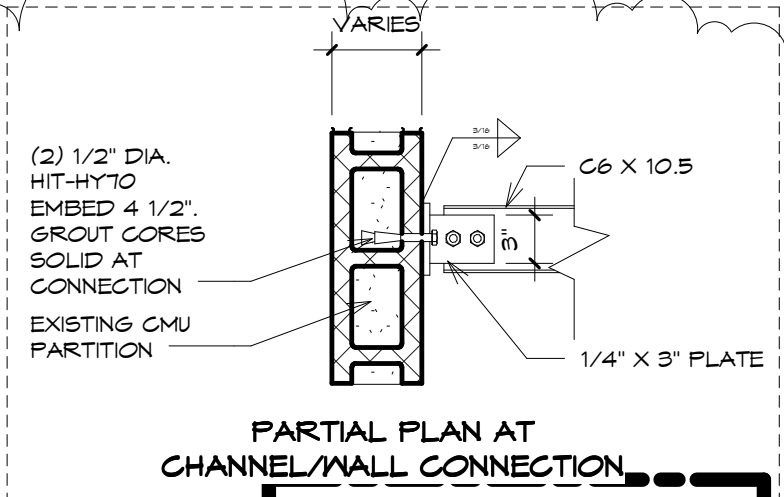 VARIES
3/16
3/16
(2) 1/2" DIA.
HIT-HY70
EMBED 4 1/2".
GROUT CORES
SOLID AT
CONNECTION
C6 X 10.5
3"
EXISTING CMU
PARTITION
1/4" X 3" PLATE
PARTIAL PLAN AT
CHANNEL/WALL CONNECTION